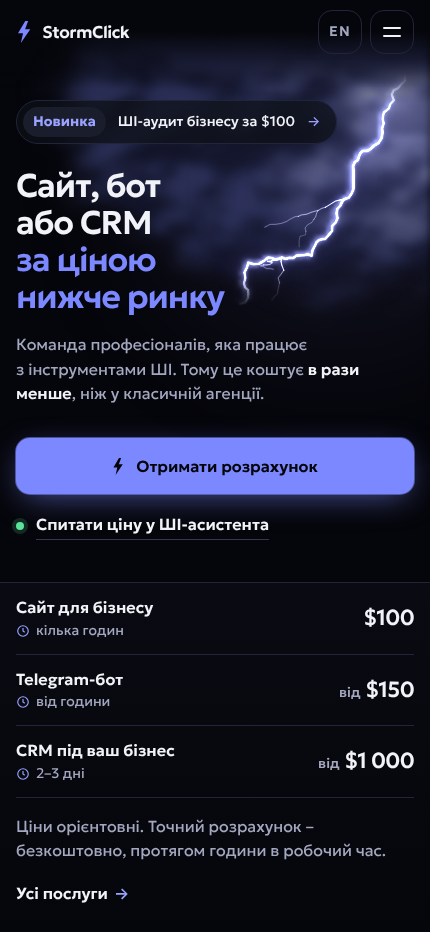 StormClick
EN
Новинка ШІ-аудит бізнесу за $100 →
Сайт, бот
або CRM
за ціною
нижче ринку
Команда професіоналів, яка працює
з інструментами ШІ. Тому це коштує в рази
менше, ніж у класичній агенції.
Отримати розрахунок
Спитати ціну у ШІ-асистента
Сайт для бізнесу
кілька годин
$100
Telegram-бот
від години
від $150
CRM під ваш бізнес
2–3 дні
від $1 000
Ціни орієнтовні. Точний розрахунок –
безкоштовно, протягом години в робочий час.
Усі послуги →